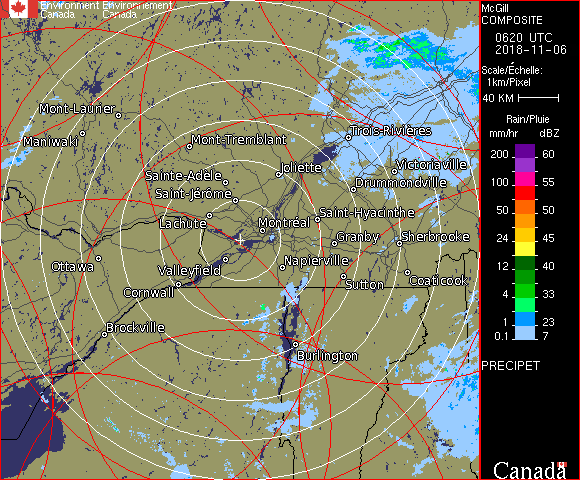 Environment Environnement
Canada Canada
McGill
COMPOSITE
0620 UTC
2018-11-06
Scale/Échelle:
1km/Pixel
40 KM
Rain/Pluie
mm/hr dBZ
200 60
100 55
50 50
24 45
12 40
4 33
1 23
0.1 7
PRECIPET
Canada
Mont-Laurier
Maniwaki
Mont-Tremblant
Trois-Rivières
Joliette
Victoriaville
Sainte-Adèle
Drummondville
Saint-Jérôme
Lachute
Montréal
Saint-Hyacinthe
Granby
Sherbrooke
Ottawa
Valleyfield
Napierville
Cornwall
Sutton
Coaticook
Brockville
Burlington